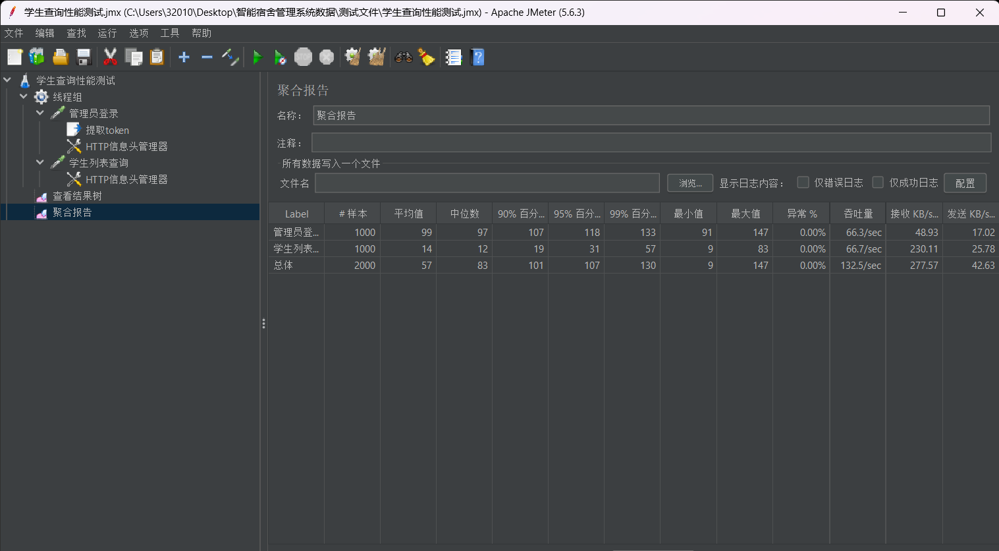 学生查询性能测试.jmx (C:\Users\32010\Desktop\智能宿舍管理系统数据\测试文件\学生查询性能测试.jmx) - Apache JMeter (5.6.3)
文件 编辑 查找 运行 选项 工具 帮助
STOP
学生查询性能测试
线程组
管理员登录
提取token
HTTP信息头管理器
学生列表查询
HTTP信息头管理器
查看结果树
聚合报告
聚合报告
名称： 聚合报告
注释：
所有数据写入一个文件
文件名 浏览... 显示日志内容： 仅错误日志 仅成功日志 配置
Label # 样本 平均值 中位数 90% 百分... 95% 百分... 99% 百分... 最小值 最大值 异常 % 吞吐量 接收 KB/s... 发送 KB/s...
管理员登... 1000 99 97 107 118 133 91 147 0.00% 66.3/sec 48.93 17.02
学生列表... 1000 14 12 19 31 57 9 83 0.00% 66.7/sec 230.11 25.78
总体 2000 57 83 101 107 130 9 147 0.00% 132.5/sec 277.57 42.63